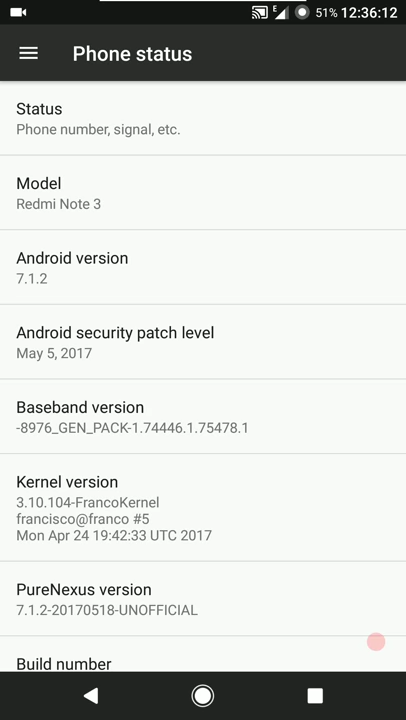 E 51% 12:36:12
Phone status
Status
Phone number, signal, etc.
Model
Redmi Note 3
Android version
7.1.2
Android security patch level
May 5, 2017
Baseband version
-8976_GEN_PACK-1.74446.1.75478.1
Kernel version
3.10.104-FrancoKernel
francisco@franco #5
Mon Apr 24 19:42:33 UTC 2017
PureNexus version
7.1.2-20170518-UNOFFICIAL
Build number